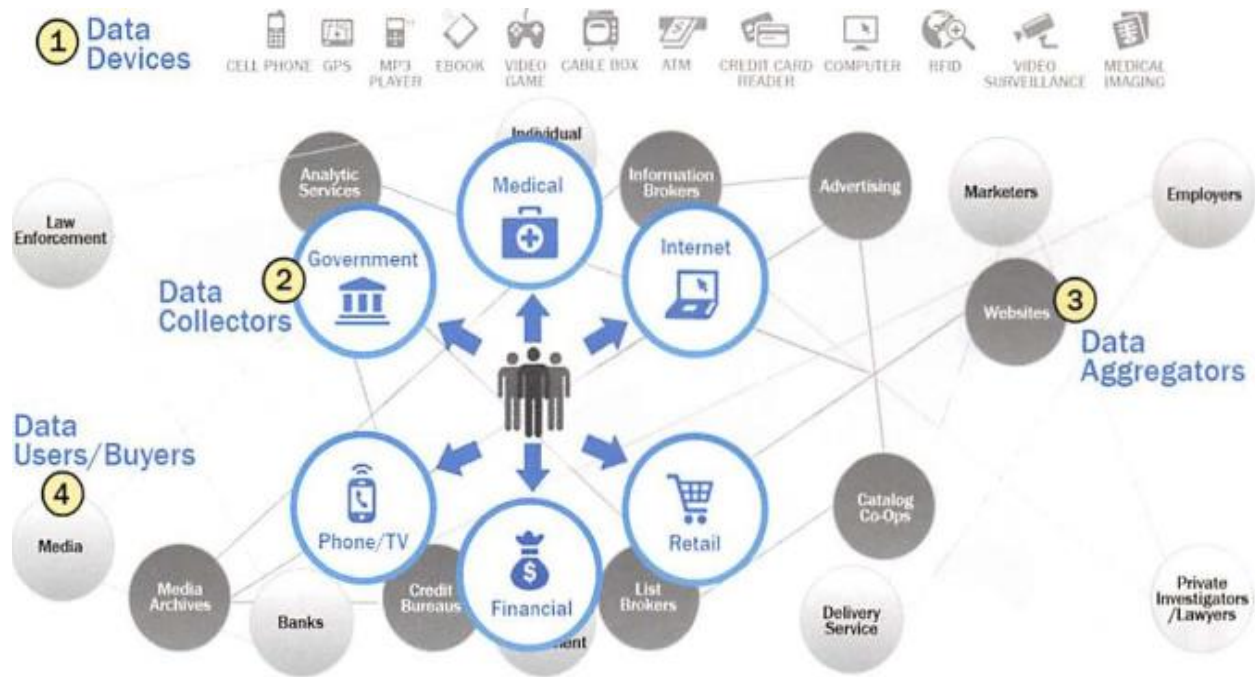 1
Data
Devices
CELL PHONE
GPS
MP3
PLAYER
EBOOK
VIDEO
GAME
CABLE BOX
ATM
CREDIT CARD
READER
COMPUTER
RFID
VIDEO
SURVEILLANCE
MEDICAL
IMAGING
Individual
Analytic
Services
Medical
Information
Brokers
Advertising
Marketers
Employers
Law
Enforcement
Government
Internet
2
Data
Collectors
Websites
3
Data
Aggregators
Data
Users/Buyers
4
Media
Phone/TV
$
Financial
Retail
Catalog
Co-Ops
Media
Archives
Banks
Credit
Bureaus
List
Brokers
Delivery
Service
Private
Investigators
/Lawyers